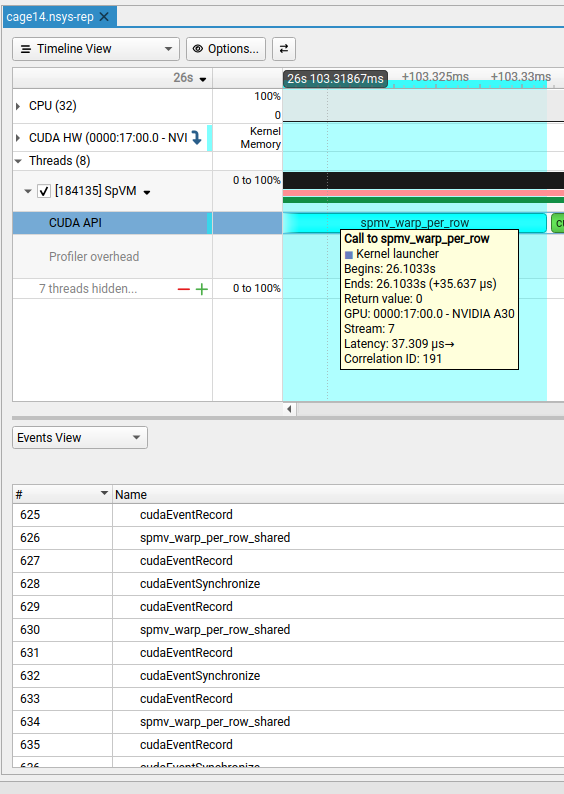 cage14.nsys-rep
Timeline View
Options...
26s
26s 103.31867ms
+103.325ms
+103.33ms
CPU (32)
100%
0
CUDA HW (0000:17:00.0 - NVI
Kernel
Memory
Threads (8)
[184135] SpVM
0 to 100%
CUDA API
spmv_warp_per_row
Call to spmv_warp_per_row
Kernel launcher
Begins: 26.1033s
Ends: 26.1033s (+35.637 μs)
Return value: 0
GPU: 0000:17:00.0 - NVIDIA A30
Stream: 7
Latency: 37.309 μs→
Correlation ID: 191
Profiler overhead
7 threads hidden...
0 to 100%
Events View
# Name
625 cudaEventRecord
626 spmv_warp_per_row_shared
627 cudaEventRecord
628 cudaEventSynchronize
629 cudaEventRecord
630 spmv_warp_per_row_shared
631 cudaEventRecord
632 cudaEventSynchronize
633 cudaEventRecord
634 spmv_warp_per_row_shared
635 cudaEventRecord
636 cudaEventSynchronize